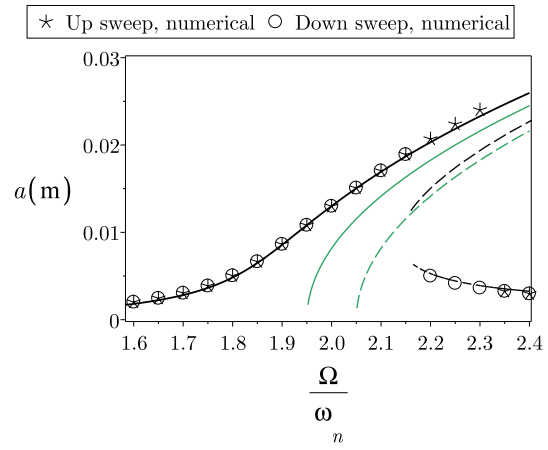 Up sweep, numerical Down sweep, numerical
0.03
0.02
a(m)
0.01
0
1.6 1.7 1.8 1.9 2.0 2.1 2.2 2.3 2.4
Ω
ω
n